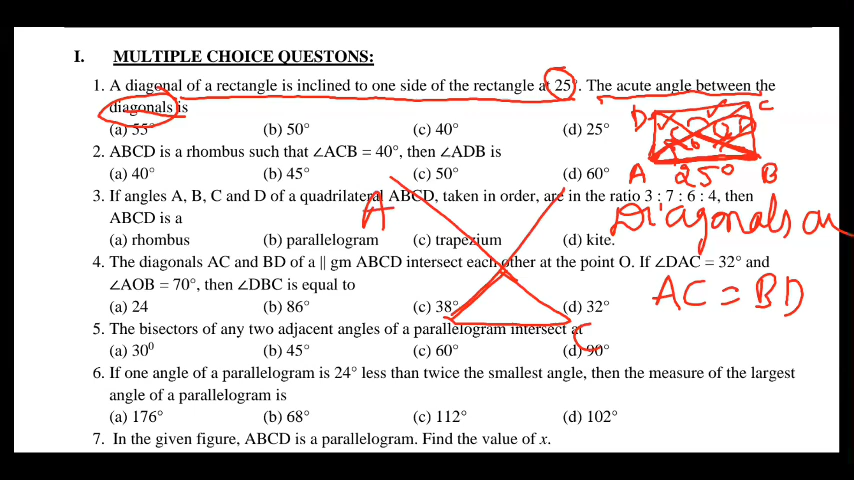 I. MULTIPLE CHOICE QUESTONS:
1. A diagonal of a rectangle is inclined to one side of the rectangle at 25°. The acute angle between the
diagonals is
(a) 55° (b) 50° (c) 40° (d) 25°
D C
2. ABCD is a rhombus such that ∠ACB = 40°, then ∠ADB is
(a) 40° (b) 45° (c) 50° (d) 60°
A 25° B
3. If angles A, B, C and D of a quadrilateral ABCD, taken in order, are in the ratio 3 : 7 : 6 : 4, then
ABCD is a
A
Diagonals
(a) rhombus (b) parallelogram (c) trapezium (d) kite.
4. The diagonals AC and BD of a || gm ABCD intersect each other at the point O. If ∠DAC = 32° and
∠AOB = 70°, then ∠DBC is equal to
AC = BD
(a) 24 (b) 86° (c) 38° (d) 32°
5. The bisectors of any two adjacent angles of a parallelogram intersect at
(a) 30⁰ (b) 45° (c) 60° (d) 90°
6. If one angle of a parallelogram is 24° less than twice the smallest angle, then the measure of the largest
angle of a parallelogram is
(a) 176° (b) 68° (c) 112° (d) 102°
7. In the given figure, ABCD is a parallelogram. Find the value of x.